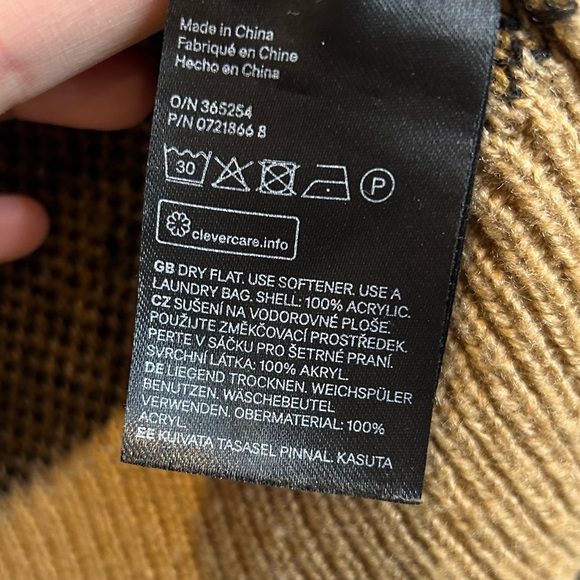 Made in China
Fabriqué en Chine
Hecho en China
O/N 365254
P/N 0721866 8
30 P
clevercare.info
GB DRY FLAT. USE SOFTENER. USE A
LAUNDRY BAG. SHELL: 100% ACRYLIC.
CZ SUŠENÍ NA VODOROVNÉ PLOŠE.
POUŽIJTE ZMĚKČOVACÍ PROSTŘEDEK.
PERTE V SÁČKU PRO ŠETRNÉ PRANÍ.
SVRCHNÍ LÁTKA: 100% AKRYL.
DE LIEGEND TROCKNEN. WEICHSPÜLER
BENUTZEN. WÄSCHEBEUTEL
VERWENDEN. OBERMATERIAL: 100%
ACRYL.
EE KUIVATA TASASEL PINNAL. KASUTA